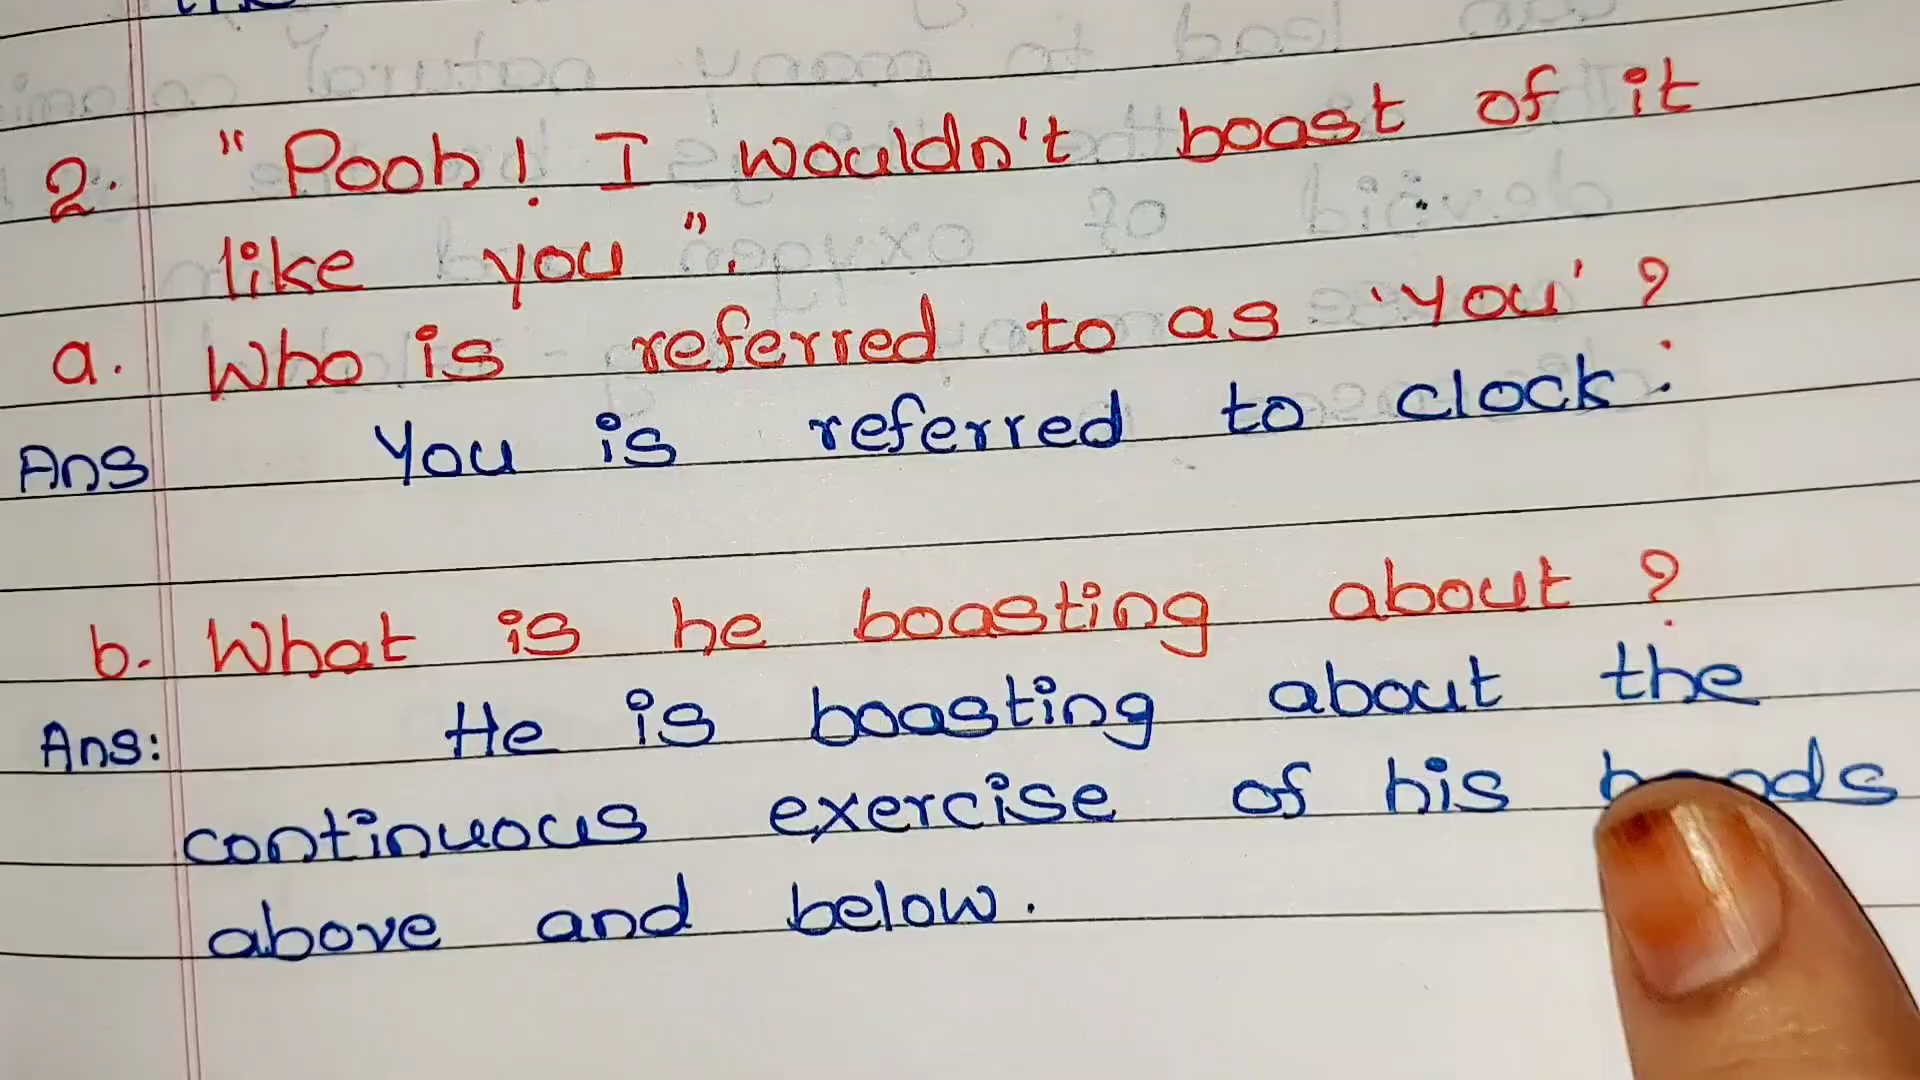 2. "Pooh! I wouldn't boast of it
like you".
a. Who is referred to as 'you'?
Ans You is referred to clock.
b. What is he boasting about?
Ans: He is boasting about the
continuous exercise of his
above and below.